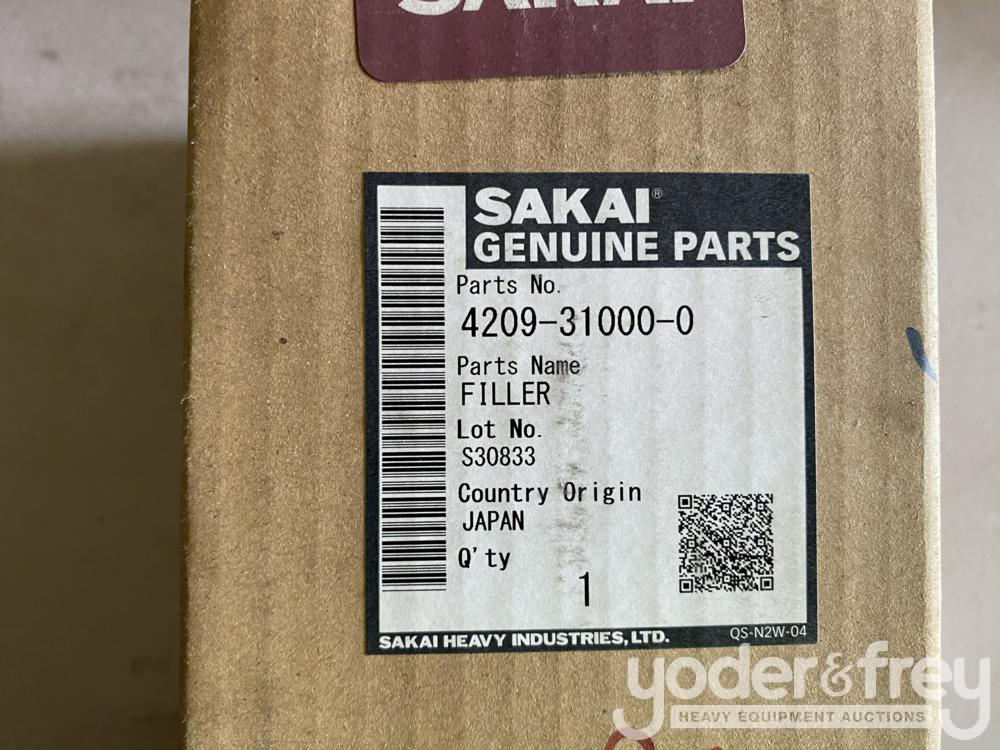 SAKAI
SAKAI®
GENUINE PARTS
Parts No.
4209-31000-0
Parts Name
FILLER
Lot No.
S30833
Country Origin
JAPAN
Q'ty
1
SAKAI HEAVY INDUSTRIES, LTD.
QS-N2W-04
yoder&frey
HEAVY EQUIPMENT AUCTIONS